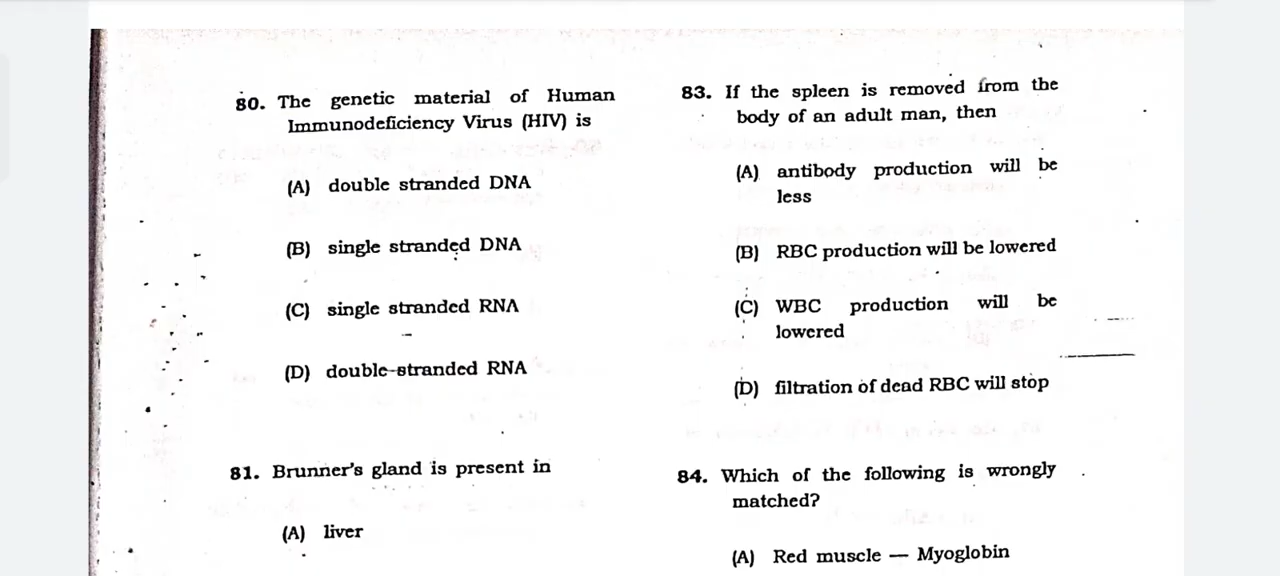 80. The genetic material of Human
Immunodeficiency Virus (HIV) is
(A) double stranded DNA
(B) single stranded DNA
(C) single stranded RNA
(D) double-stranded RNA
81. Brunner's gland is present in
(A) liver
83. If the spleen is removed from the
body of an adult man, then
(A) antibody production will be
less
(B) RBC production will be lowered
(C) WBC production will be
lowered
(D) filtration of dead RBC will stop
84. Which of the following is wrongly
matched?
(A) Red muscle — Myoglobin